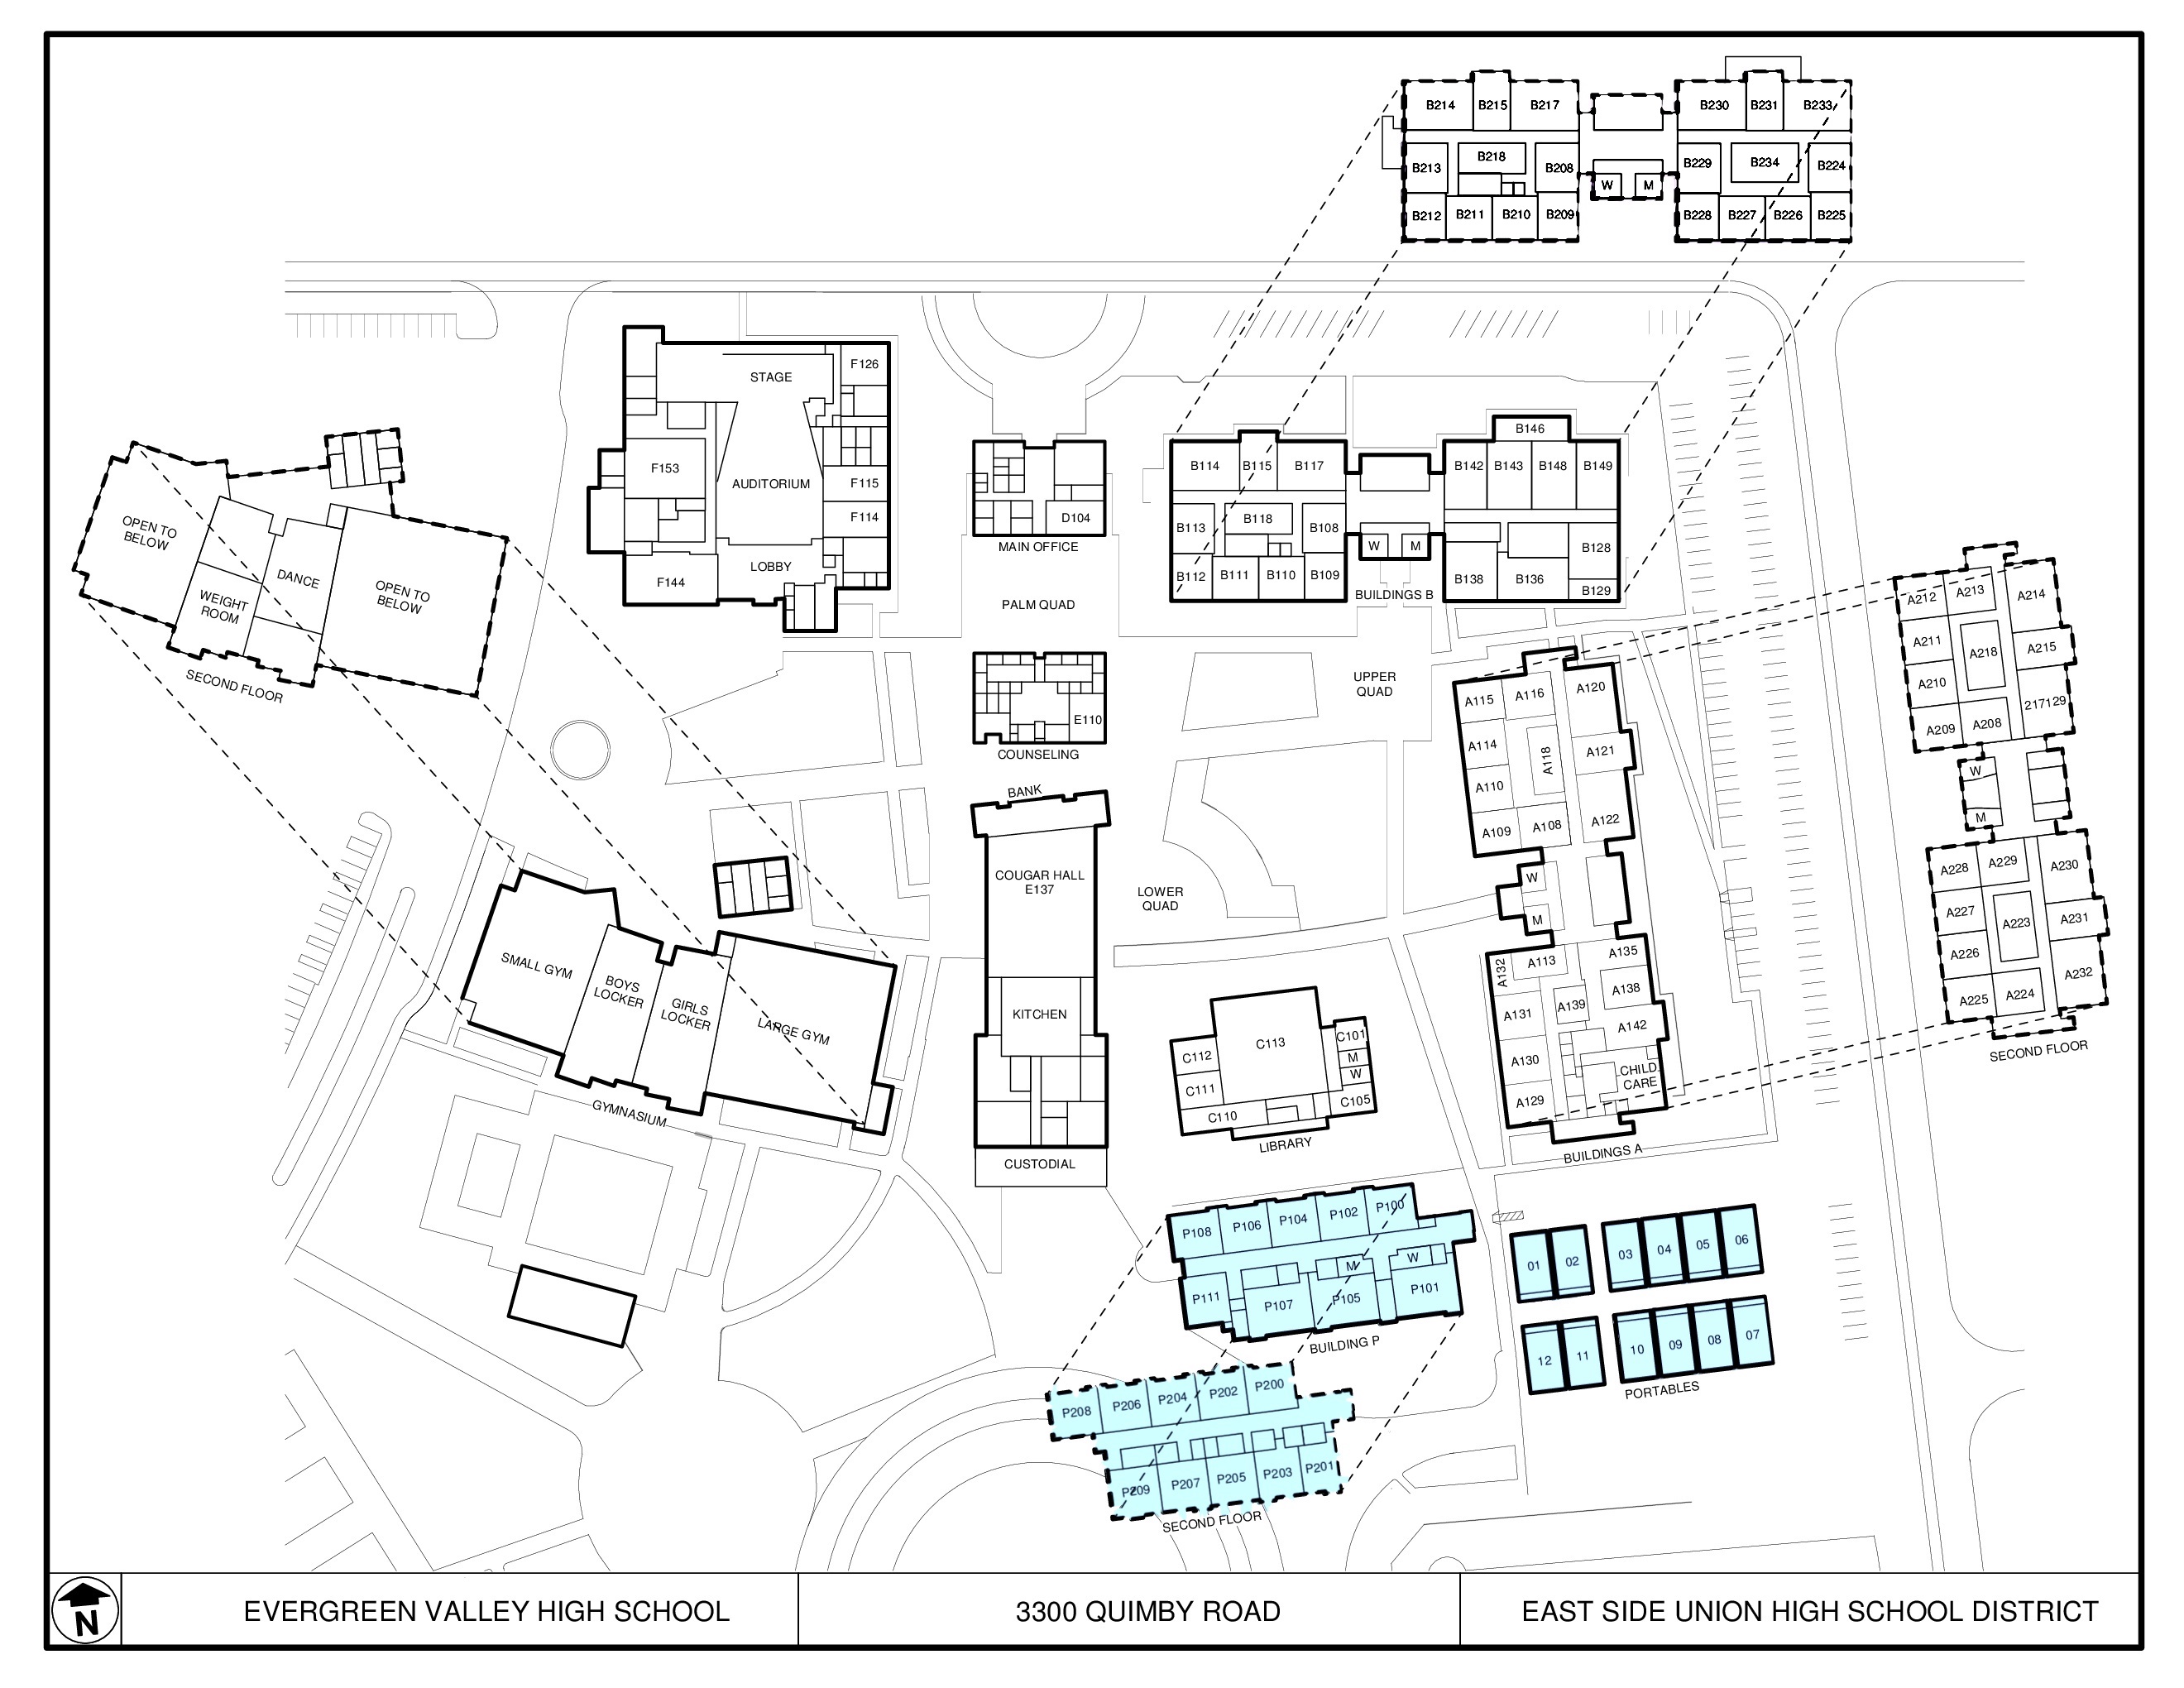 B214
B215
B217
B230
B231
B233
B213
B218
B208
B229
B234
B224
W
M
B212
B211
B210
B209
B228
B227
B226
B225
STAGE
F126
F153
AUDITORIUM
F115
F114
F144
LOBBY
D104
MAIN OFFICE
PALM QUAD
B114
B115
B117
B113
B118
B108
B112
B111
B110
B109
W
M
BUILDINGS B
B146
B142
B143
B148
B149
B128
B138
B136
B129
OPEN TO
BELOW
WEIGHT
ROOM
DANCE
OPEN TO
BELOW
SECOND FLOOR
E110
COUNSELING
UPPER
QUAD
BANK
COUGAR HALL
E137
LOWER
QUAD
KITCHEN
CUSTODIAL
SMALL GYM
BOYS
LOCKER
GIRLS
LOCKER
LARGE GYM
GYMNASIUM
A115
A116
A120
A114
A118
A121
A110
A109
A108
A122
W
M
A132
A113
A135
A138
A131
A139
A142
A130
CHILD
CARE
A129
BUILDINGS A
A212
A213
A214
A211
A218
A215
A210
217129
A209
A208
W
M
A228
A229
A230
A227
A223
A231
A226
A232
A225
A224
SECOND FLOOR
C113
C101
C112
M
W
C111
C105
C110
LIBRARY
P108
P106
P104
P102
P100
M
W
P111
P107
P105
P101
BUILDING P
P208
P206
P204
P202
P200
P209
P207
P205
P203
P201
SECOND FLOOR
01
02
03
04
05
06
12
11
10
09
08
07
PORTABLES
N
EVERGREEN VALLEY HIGH SCHOOL
3300 QUIMBY ROAD
EAST SIDE UNION HIGH SCHOOL DISTRICT